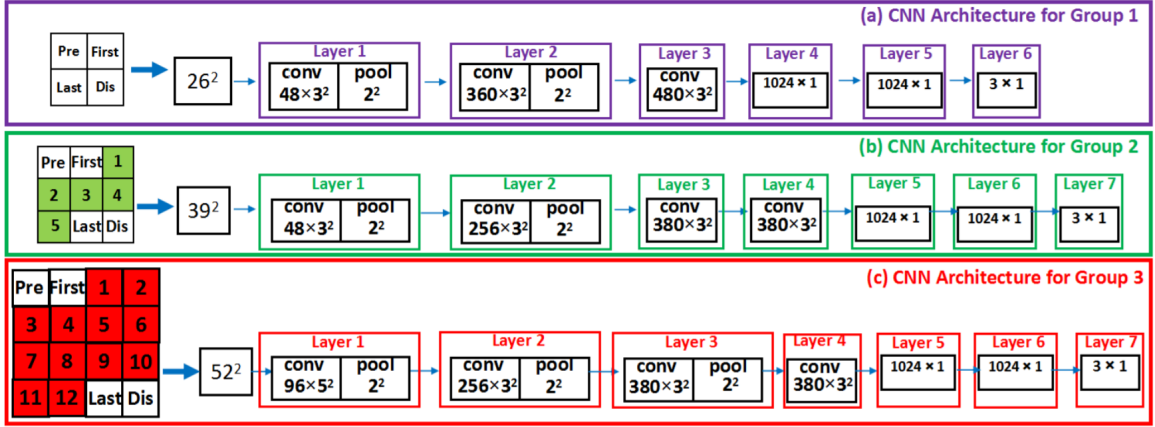 (a) CNN Architecture for Group 1
Pre First
Last Dis
26²
Layer 1
conv pool
48×3² 2²
Layer 2
conv pool
360×3² 2²
Layer 3
conv
480×3²
Layer 4
1024 × 1
Layer 5
1024 × 1
Layer 6
3 × 1
(b) CNN Architecture for Group 2
Pre First 1
2 3 4
5 Last Dis
39²
Layer 1
conv pool
48×3² 2²
Layer 2
conv pool
256×3² 2²
Layer 3
conv
380×3²
Layer 4
conv
380×3²
Layer 5
1024 × 1
Layer 6
1024 × 1
Layer 7
3 × 1
(c) CNN Architecture for Group 3
Pre First 1 2
3 4 5 6
7 8 9 10
11 12 Last Dis
52²
Layer 1
conv pool
96×5² 2²
Layer 2
conv pool
256×3² 2²
Layer 3
conv pool
380×3² 2²
Layer 4
conv
380×3²
Layer 5
1024 × 1
Layer 6
1024 × 1
Layer 7
3 × 1